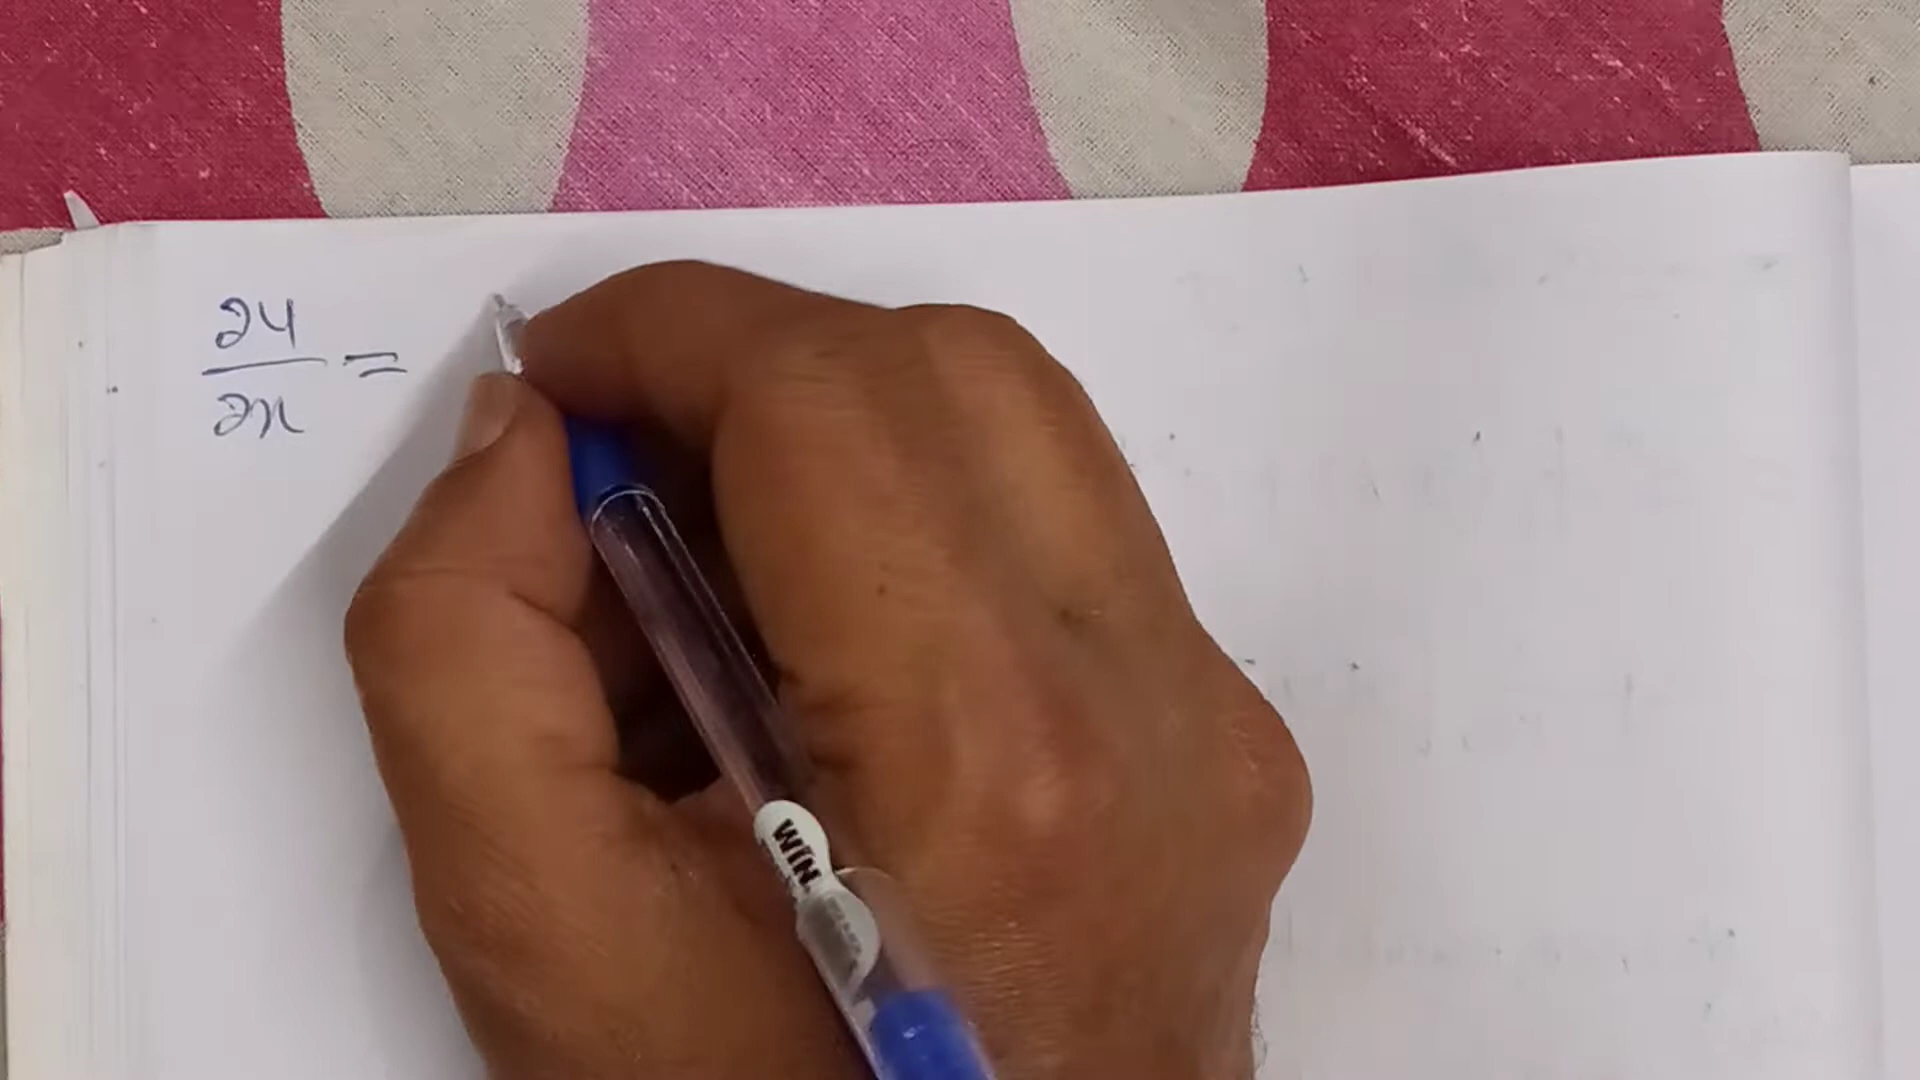 ∂u
/
∂x =
WIN